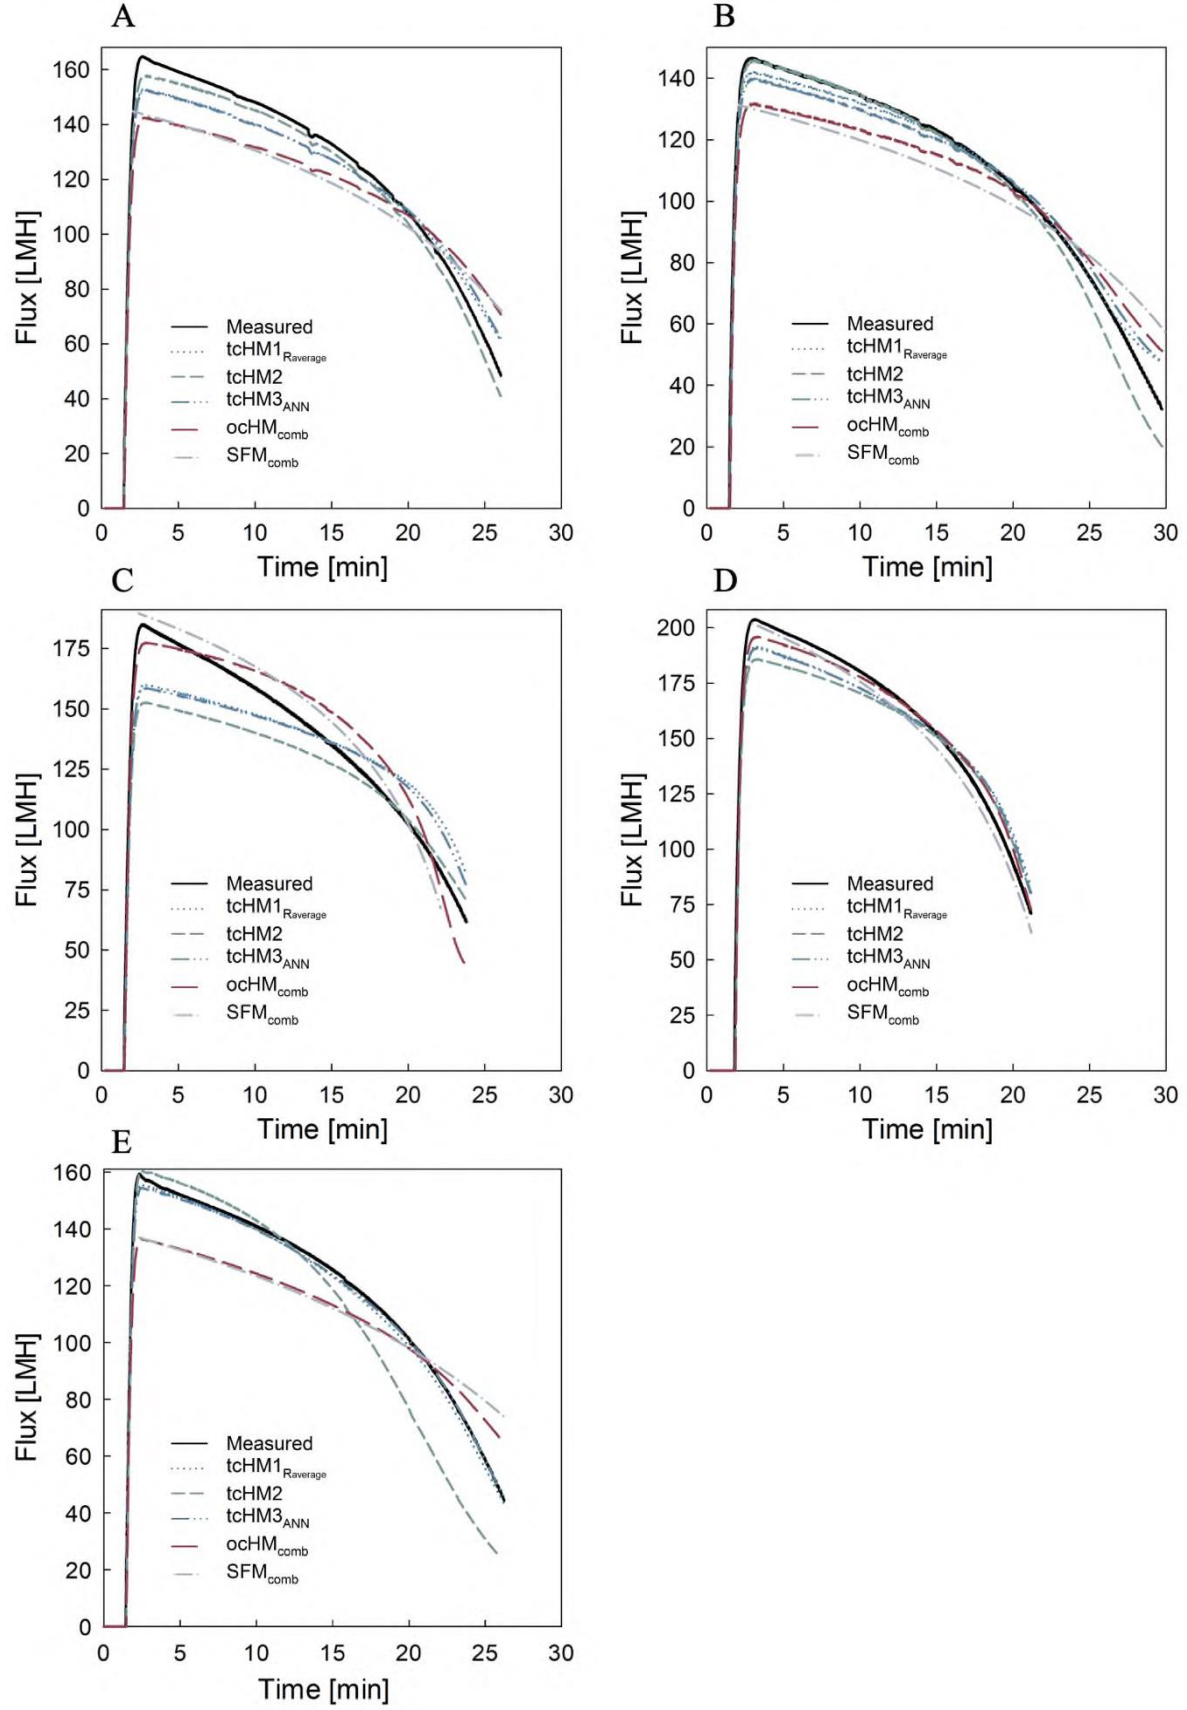 A
Flux [LMH]
160
140
120
100
80
60
40
20
0
Measured
tcHM1Raverage
tcHM2
tcHM3ANN
ocHMcomb
SFMcomb
0 5 10 15 20 25 30
Time [min]
B
Flux [LMH]
140
120
100
80
60
40
20
0
Measured
tcHM1Raverage
tcHM2
tcHM3ANN
ocHMcomb
SFMcomb
0 5 10 15 20 25 30
Time [min]
C
Flux [LMH]
175
150
125
100
75
50
25
0
Measured
tcHM1Raverage
tcHM2
tcHM3ANN
ocHMcomb
SFMcomb
0 5 10 15 20 25 30
Time [min]
D
Flux [LMH]
200
175
150
125
100
75
50
25
0
Measured
tcHM1Raverage
tcHM2
tcHM3ANN
ocHMcomb
SFMcomb
0 5 10 15 20 25 30
Time [min]
E
Flux [LMH]
160
140
120
100
80
60
40
20
0
Measured
tcHM1Raverage
tcHM2
tcHM3ANN
ocHMcomb
SFMcomb
0 5 10 15 20 25 30
Time [min]